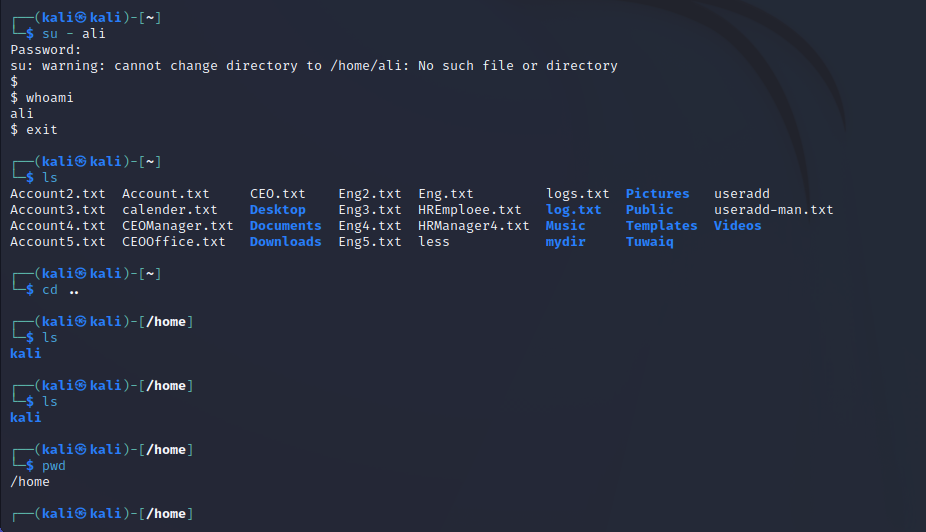 ┌──(kali㉿kali)-[~]
└─$ su - ali
Password:
su: warning: cannot change directory to /home/ali: No such file or directory
$
$ whoami
ali
$ exit
┌──(kali㉿kali)-[~]
└─$ ls
Account2.txt  Account.txt     CEO.txt    Eng2.txt  Eng.txt         logs.txt  Pictures   useradd
Account3.txt  calender.txt    Desktop    Eng3.txt  HREmploee.txt   log.txt   Public     useradd-man.txt
Account4.txt  CEOManager.txt  Documents  Eng4.txt  HRManager4.txt  Music     Templates  Videos
Account5.txt  CEOOffice.txt   Downloads  Eng5.txt  less            mydir     Tuwaiq
┌──(kali㉿kali)-[~]
└─$ cd ..
┌──(kali㉿kali)-[/home]
└─$ ls
kali
┌──(kali㉿kali)-[/home]
└─$ ls
kali
┌──(kali㉿kali)-[/home]
└─$ pwd
/home
┌──(kali㉿kali)-[/home]